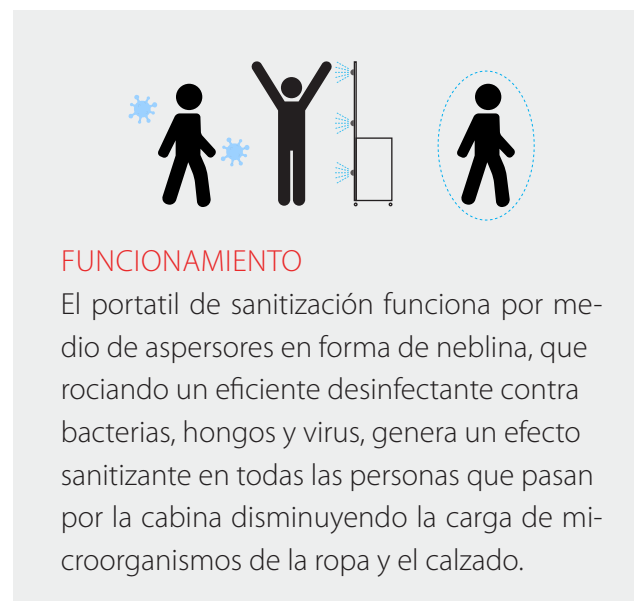 FUNCIONAMIENTO
El portatil de sanitización funciona por me-
dio de aspersores en forma de neblina, que
rociando un eficiente desinfectante contra
bacterias, hongos y virus, genera un efecto
sanitizante en todas las personas que pasan
por la cabina disminuyendo la carga de mi-
croorganismos de la ropa y el calzado.